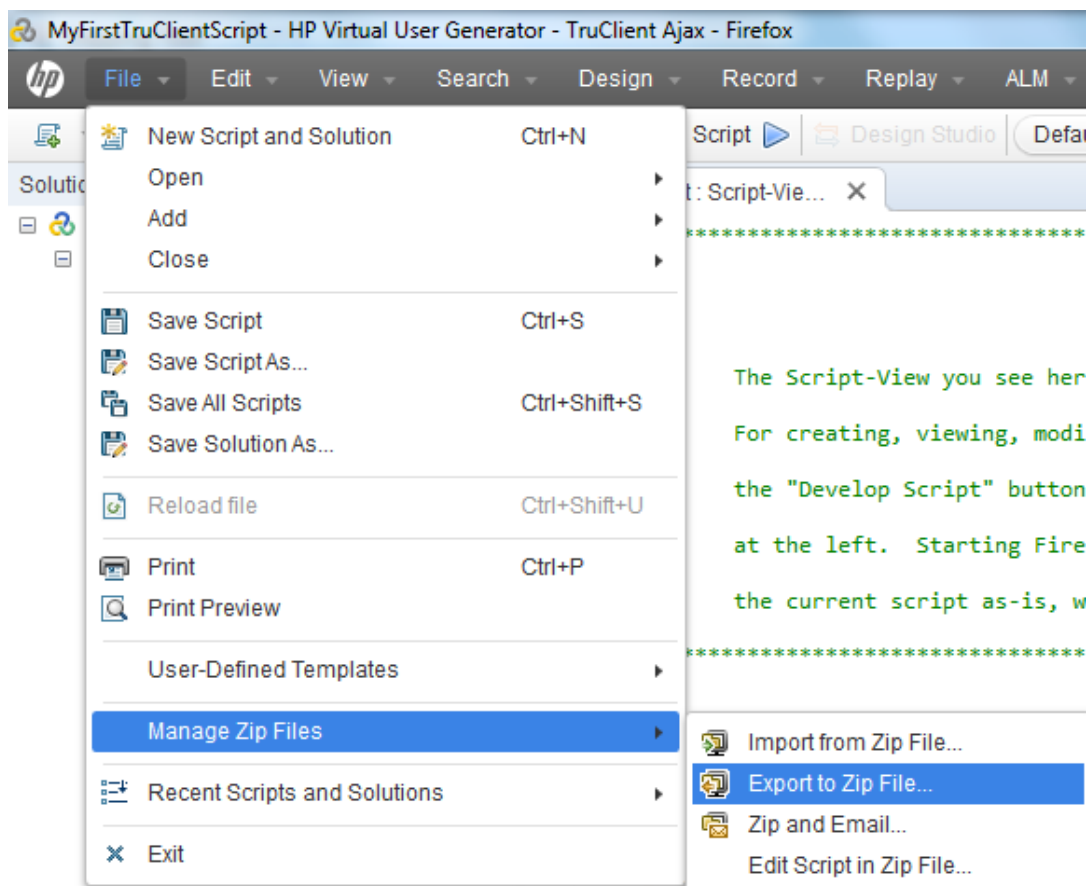 MyFirstTruClientScript - HP Virtual User Generator - TruClient Ajax - Firefox
hp File Edit View Search Design Record Replay ALM
Script Design Studio Defau
Solutio
t : Script-Vie...
New Script and Solution Ctrl+N
Open
Add
Close
Save Script Ctrl+S
Save Script As...
Save All Scripts Ctrl+Shift+S
Save Solution As...
Reload file Ctrl+Shift+U
Print Ctrl+P
Print Preview
User-Defined Templates
Manage Zip Files
Recent Scripts and Solutions
Exit
*********************************
The Script-View you see her
For creating, viewing, modi
the "Develop Script" button
at the left. Starting Fire
the current script as-is, w
*********************************
Import from Zip File...
Export to Zip File...
Zip and Email...
Edit Script in Zip File...